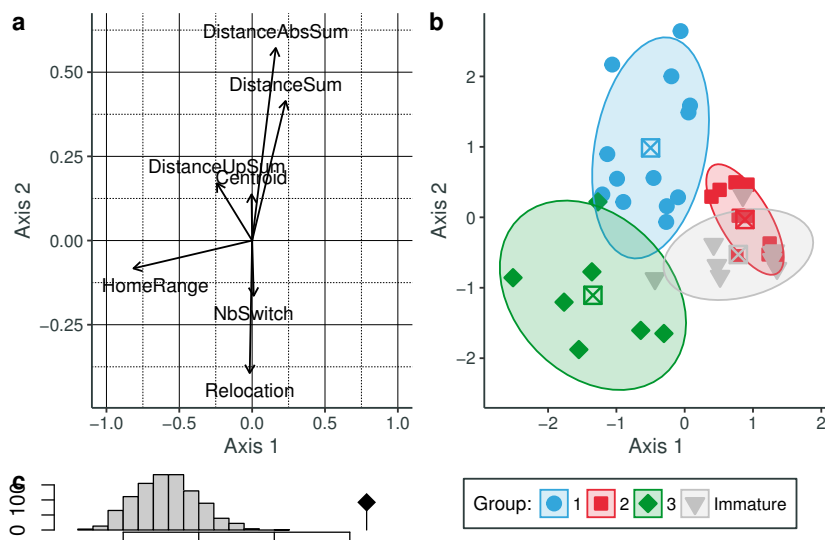 a
DistanceAbsSum
DistanceSum
DistanceUpSum
Centroid
HomeRange
NbSwitch
Relocation
0.50
0.25
0.00
−0.25
Axis 2
−1.0 −0.5 0.0 0.5 1.0
Axis 1
b
2
1
0
−1
−2
Axis 2
−2 −1 0 1 2
Axis 1
c
0 100
Group: 1 2 3 Immature